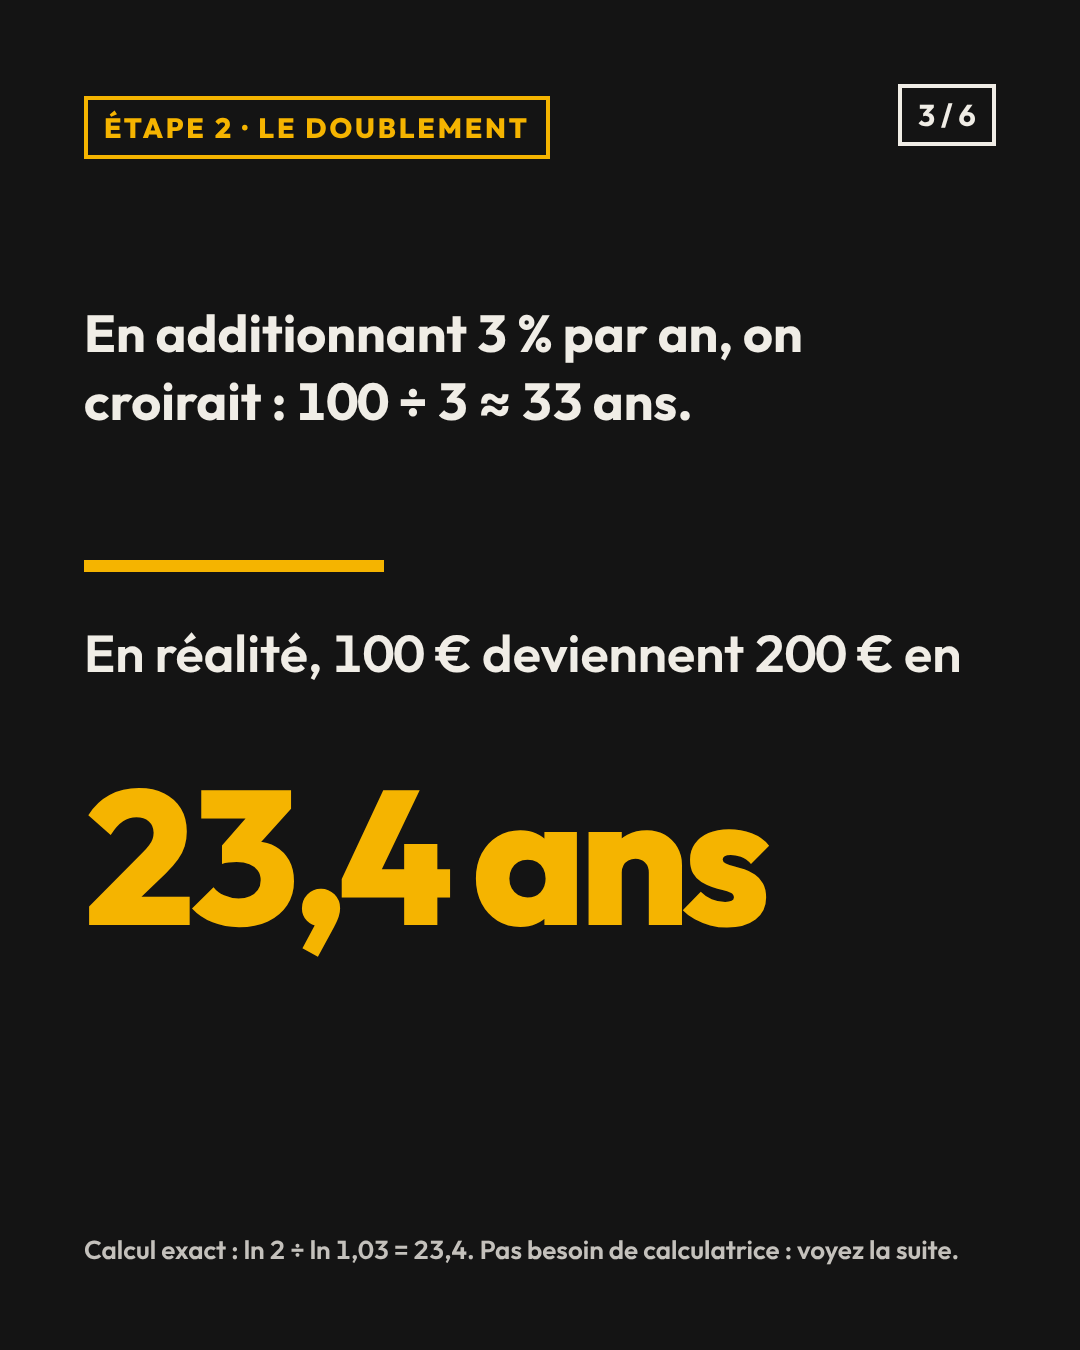 ÉTAPE 2 · LE DOUBLEMENT
3 / 6
En additionnant 3 % par an, on
croirait : 100 ÷ 3 ≈ 33 ans.
En réalité, 100 € deviennent 200 € en
23,4 ans
Calcul exact : ln 2 ÷ ln 1,03 = 23,4. Pas besoin de calculatrice : voyez la suite.